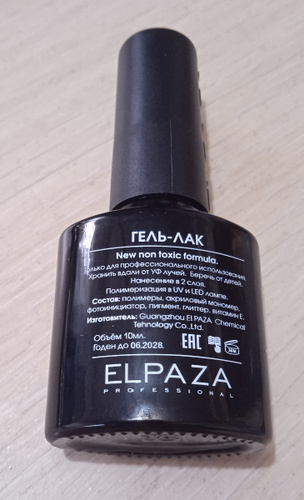 ГЕЛЬ-ЛАК
New non toxic formula.
Только для профессионального использования.
Хранить вдали от УФ лучей. Беречь от детей.
Нанесение в 2 слоя.
Полимеризация в UV и LED лампе.
Состав: полимеры, акриловый мономер,
фотоинициатор, пигмент, глиттер, витамин Е.
Изготовитель: Guangzhou El PAZA Chemical
Tehnology Co.,Ltd.
Объём 10мл.
Годен до 06.2028.
EAC
ELPAZA
PROFESSIONAL